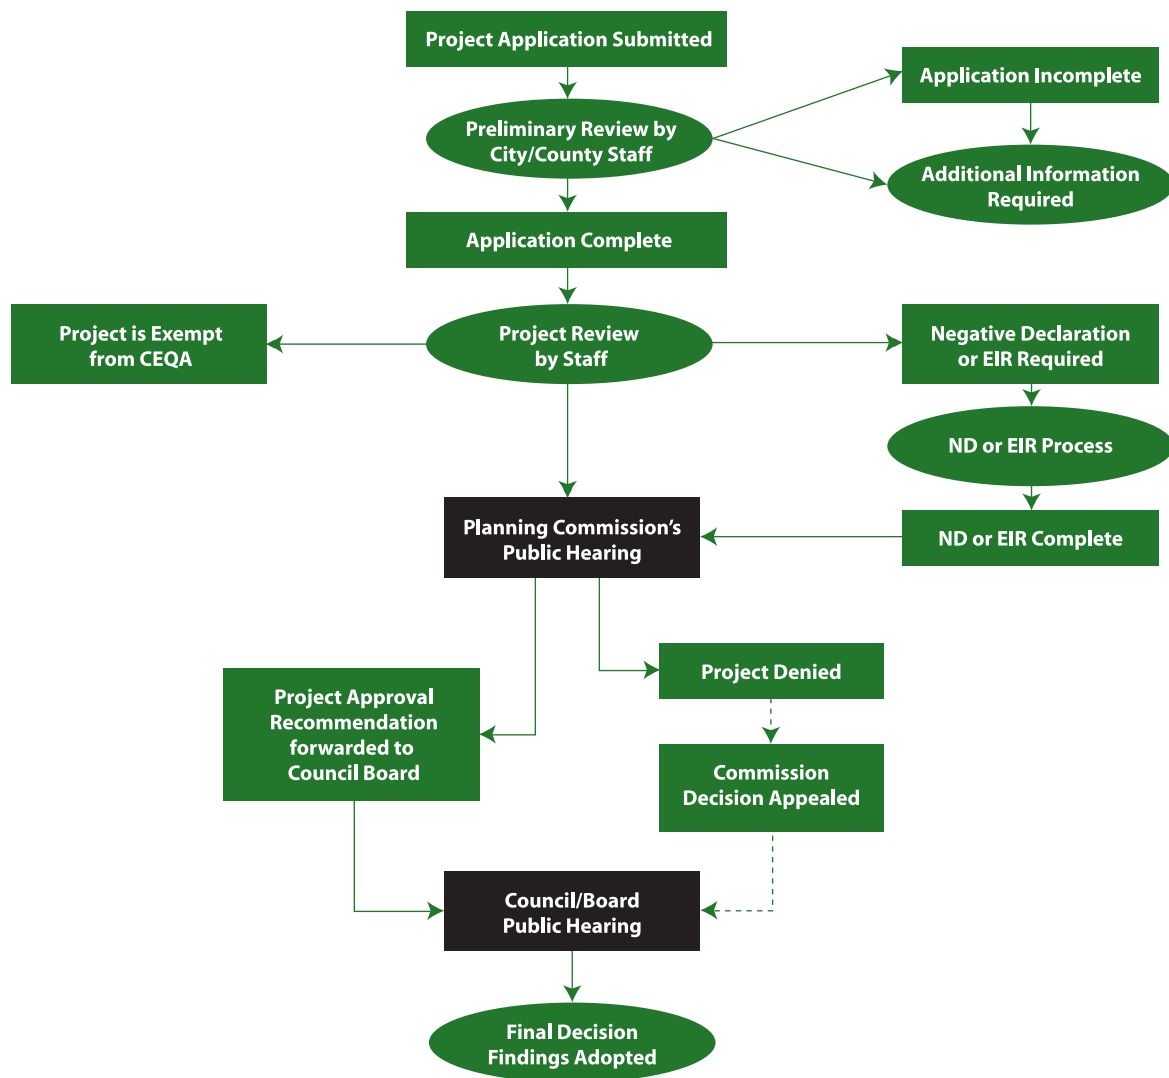 Project Application Submitted
Application Incomplete
Preliminary Review by
City/County Staff
Additional Information
Required
Application Complete
Project is Exempt
from CEQA
Project Review
by Staff
Negative Declaration
or EIR Required
ND or EIR Process
Planning Commission’s
Public Hearing
ND or EIR Complete
Project Approval
Recommendation
forwarded to
Council Board
Project Denied
Commission
Decision Appealed
Council/Board
Public Hearing
Final Decision
Findings Adopted